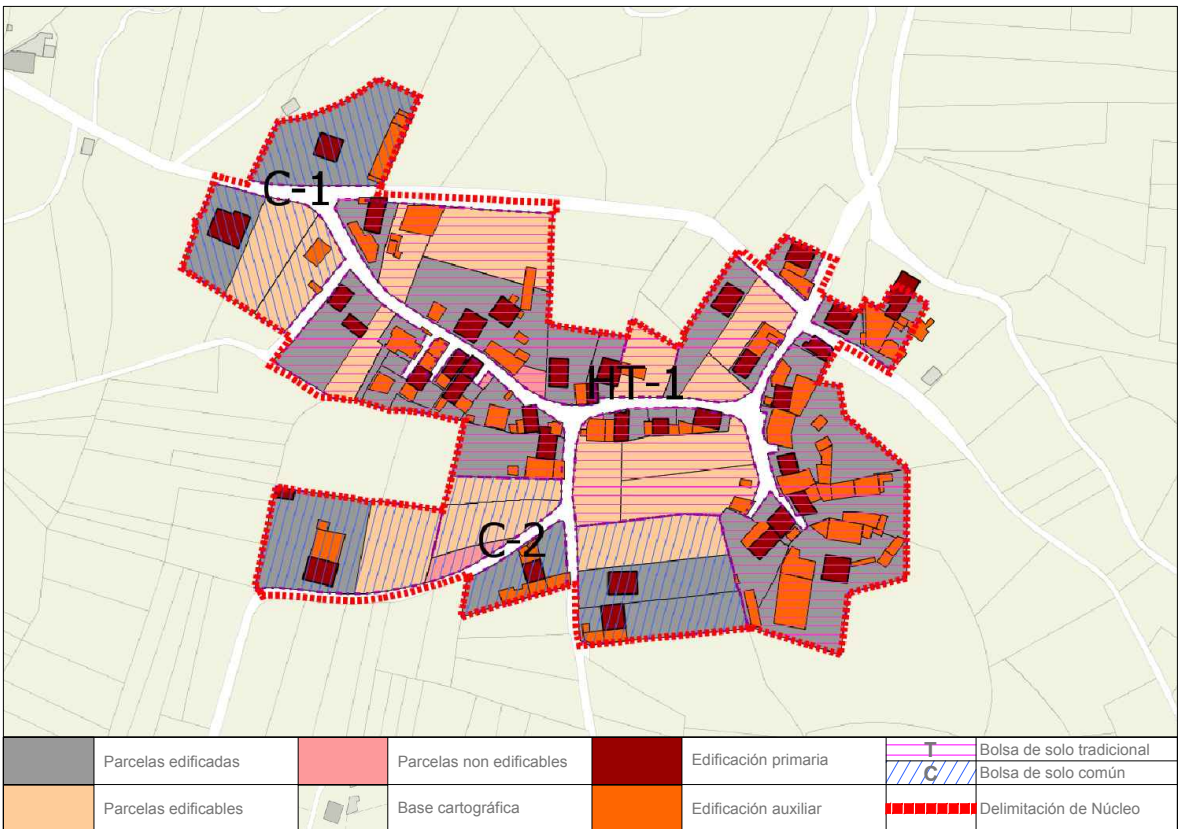 C-1
HT-1
C-2
Parcelas edificadas
Parcelas non edificables
Edificación primaria
T
Bolsa de solo tradicional
C
Bolsa de solo común
Parcelas edificables
Base cartográfica
Edificación auxiliar
Delimitación de Núcleo